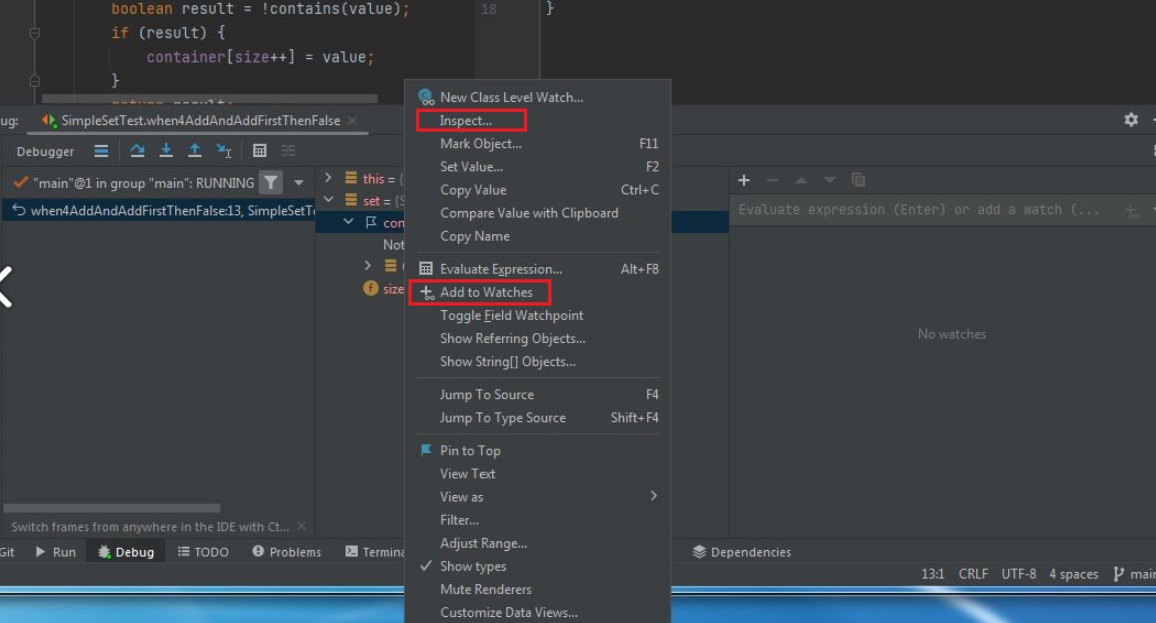 boolean result = !contains(value);
18 }
if (result) {
container[size++] = value;
}
ug: SimpleSetTest.when4AddAndAddFirstThenFalse
Debugger
"main"@1 in group "main": RUNNING
when4AddAndAddFirstThenFalse:13, SimpleSetT
Switch frames from anywhere in the IDE with Ct...
this = {
set = {S
con
Not
size
New Class Level Watch...
Inspect...
Mark Object... F11
Set Value... F2
Copy Value Ctrl+C
Compare Value with Clipboard
Copy Name
Evaluate Expression... Alt+F8
Add to Watches
Toggle Field Watchpoint
Show Referring Objects...
Show String[] Objects...
Jump To Source F4
Jump To Type Source Shift+F4
Pin to Top
View Text
View as
Filter...
Adjust Range...
Show types
Mute Renderers
Customize Data Views...
Evaluate expression (Enter) or add a watch (...
No watches
Git Run Debug TODO Problems Termina Dependencies
13:1 CRLF UTF-8 4 spaces main